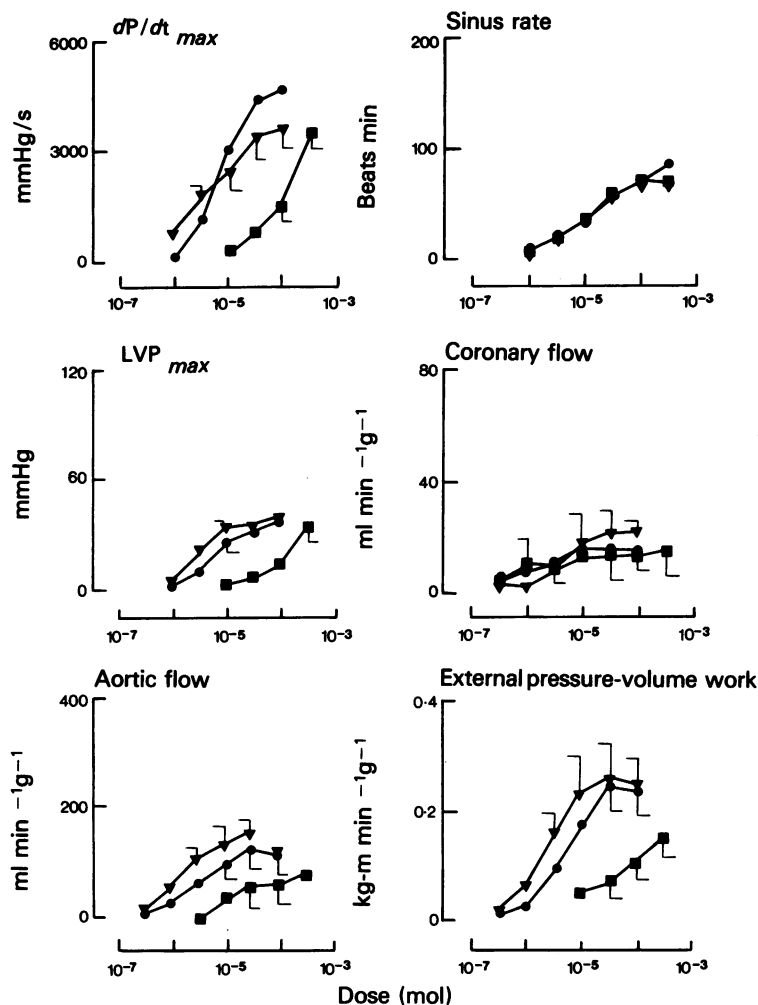 dP/dt max
6000
3000
0
mmHg/s
10-7
10-5
10-3
Sinus rate
200
100
0
Beats min
10-7
10-5
10-3
LVP max
120
60
0
mmHg
10-7
10-5
10-3
Coronary flow
80
40
0
ml min -1g-1
10-7
10-5
10-3
Aortic flow
400
200
0
ml min -1g-1
10-7
10-5
10-3
External pressure-volume work
0·4
0·2
0
kg-m min -1g-1
10-7
10-5
10-3
Dose (mol)